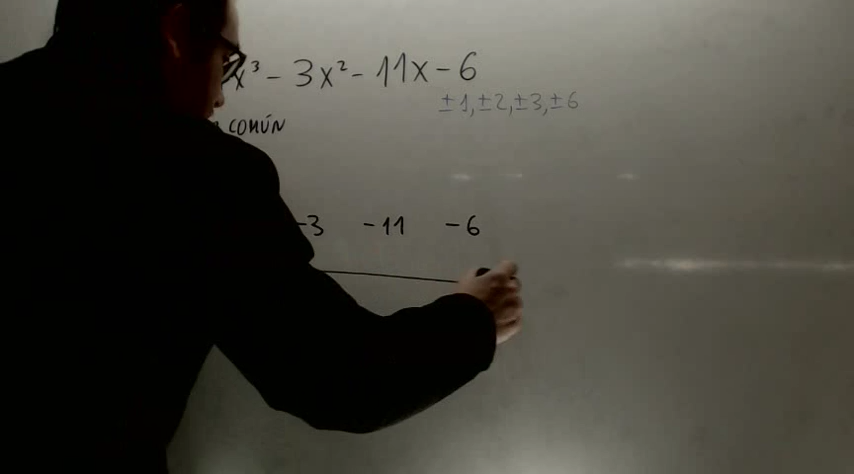 x³ - 3x² - 11x - 6
±1, ±2, ±3, ±6
COMÚN
-3 -11 -6